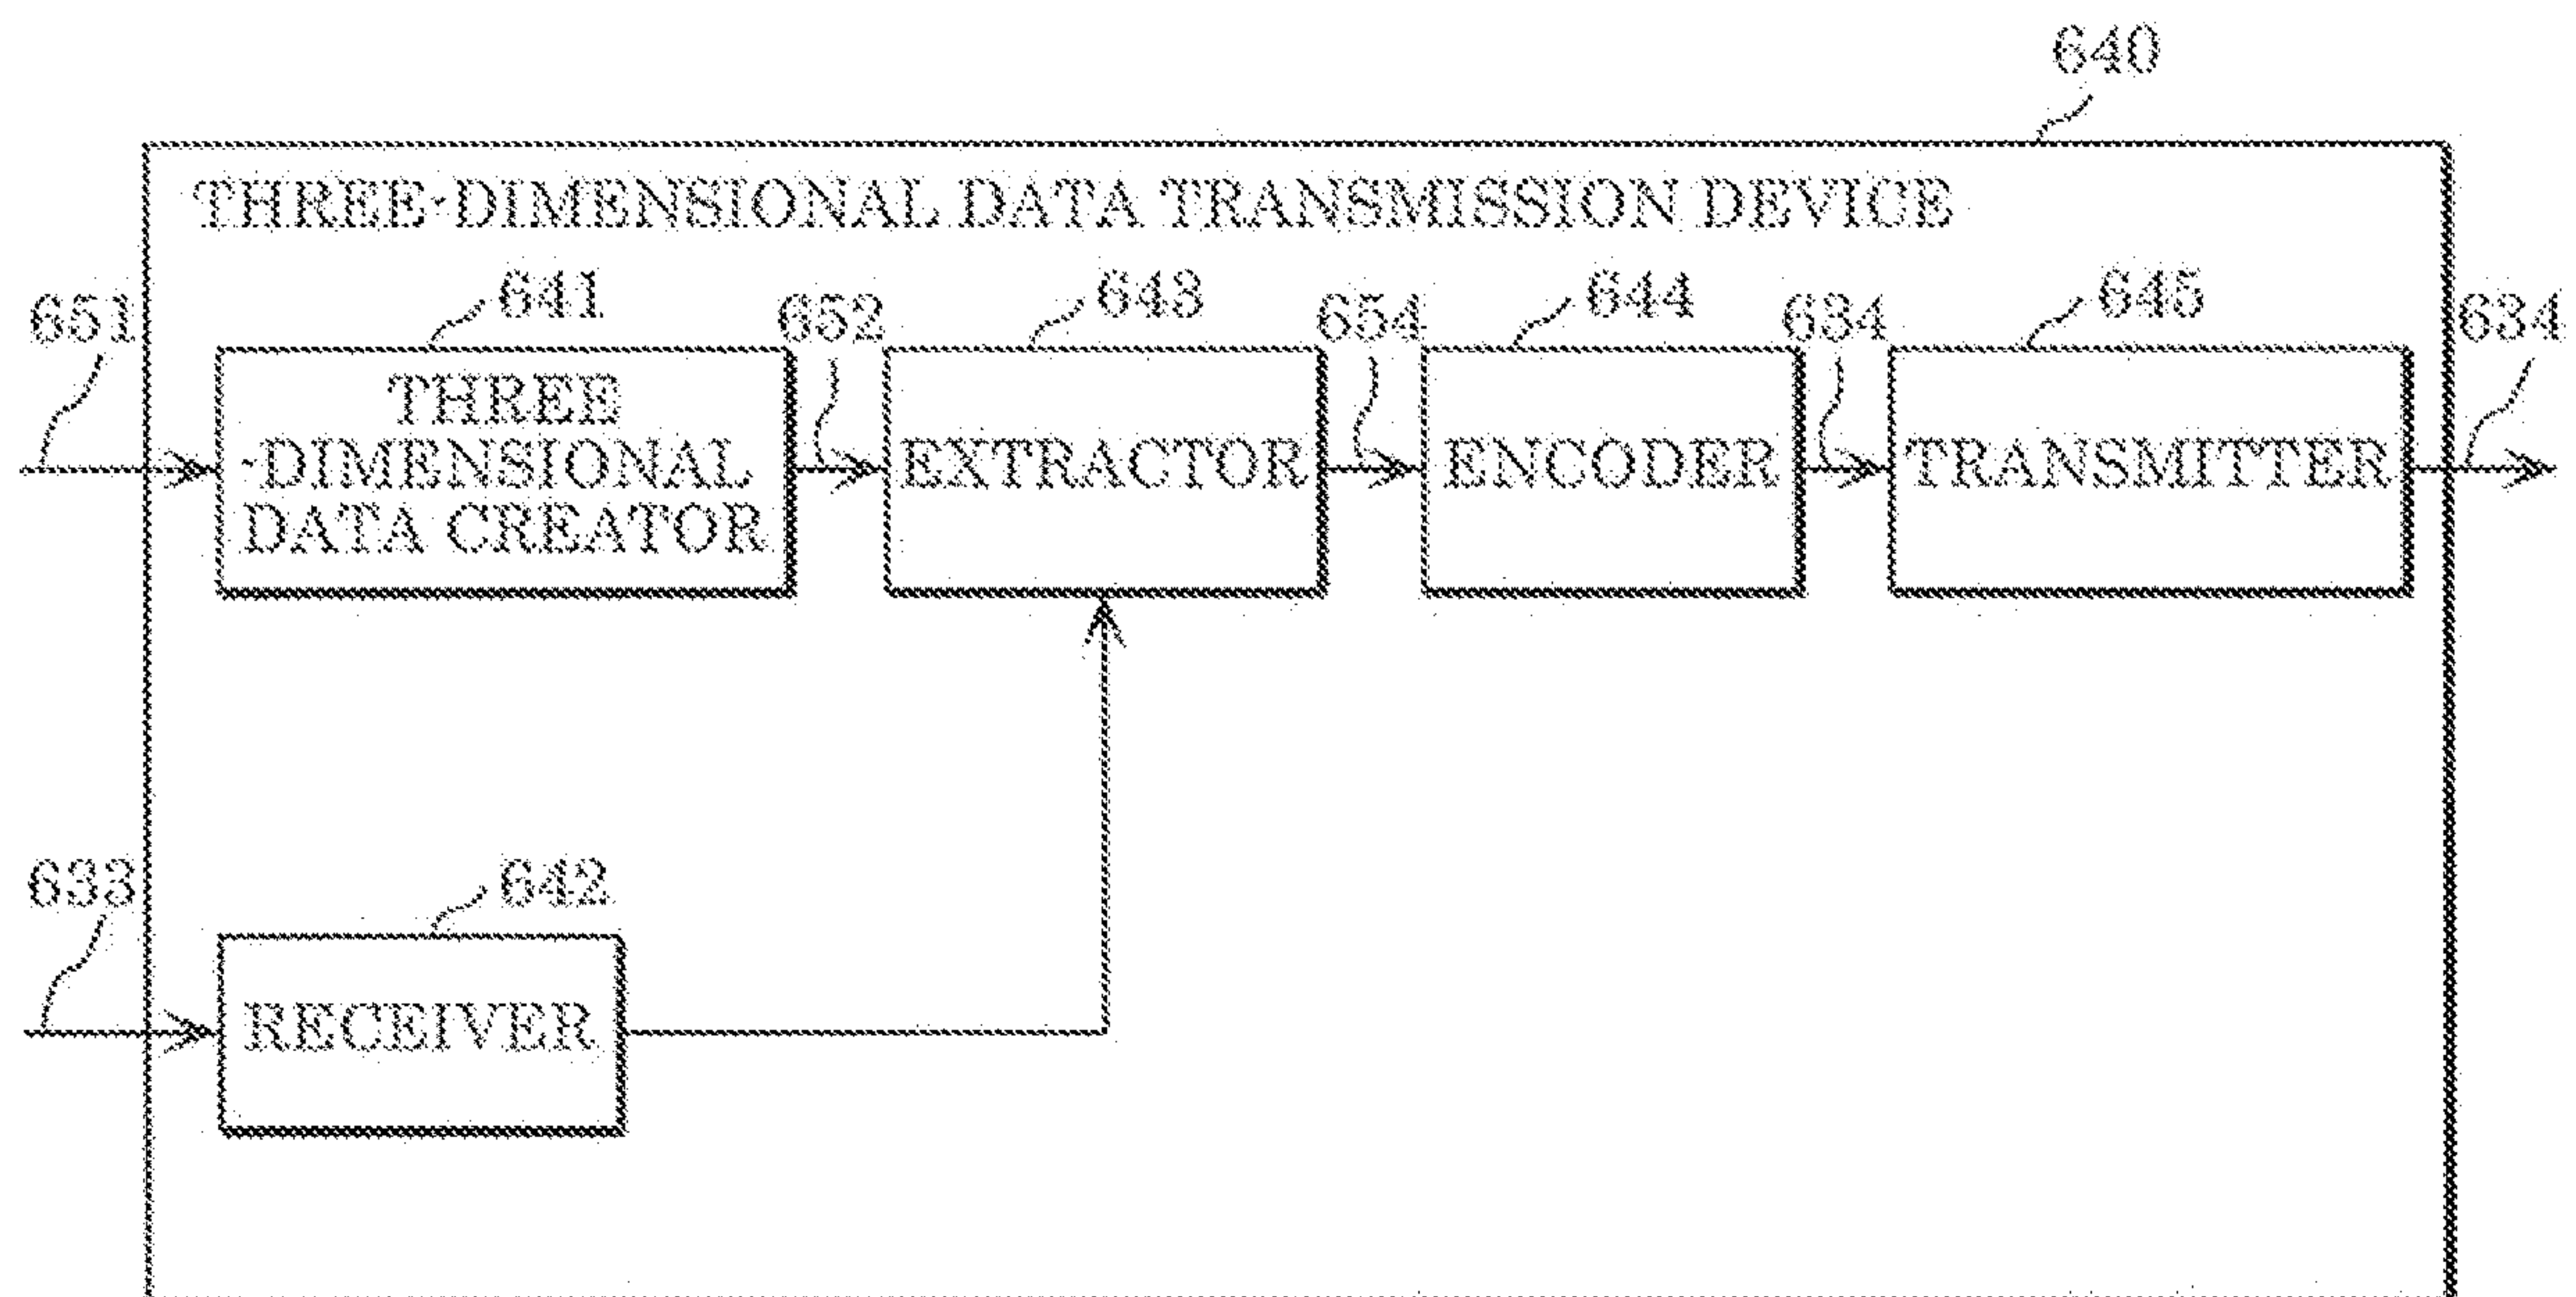 640
THREE-DIMENSIONAL DATA TRANSMISSION DEVICE
651
641
652
643
654
644
634
645
634
THREE
-DIMENSIONAL
DATA CREATOR
EXTRACTOR
ENCODER
TRANSMITTER
633
642
RECEIVER